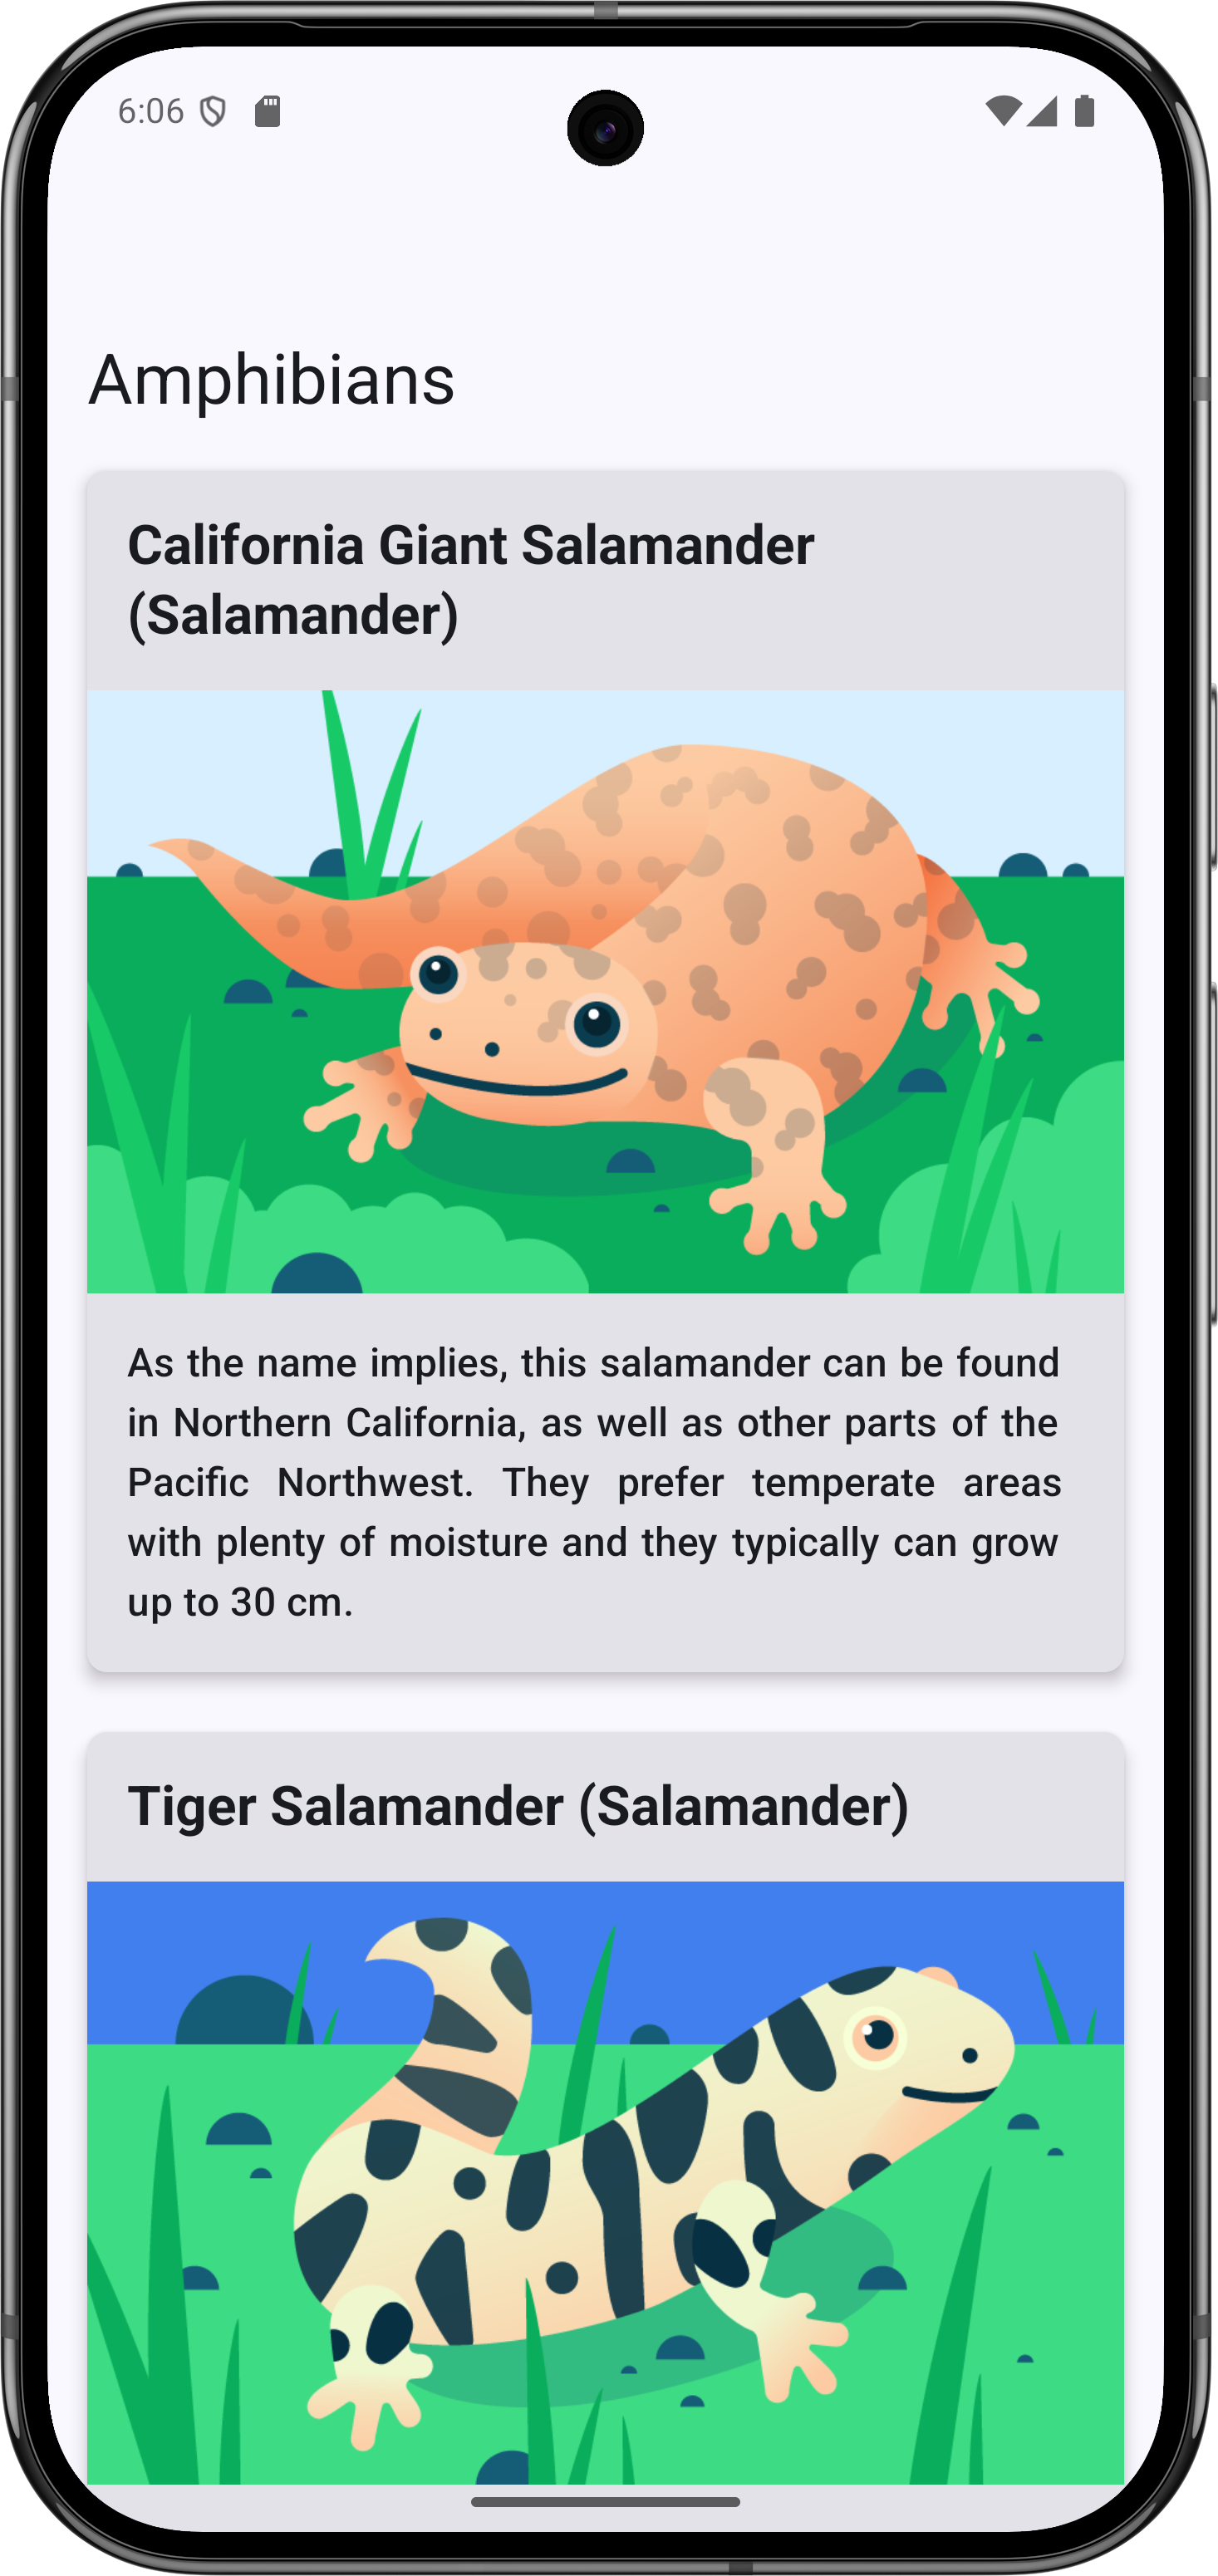 6:06
Amphibians
California Giant Salamander
(Salamander)
As the name implies, this salamander can be found
in Northern California, as well as other parts of the
Pacific Northwest. They prefer temperate areas
with plenty of moisture and they typically can grow
up to 30 cm.
Tiger Salamander (Salamander)